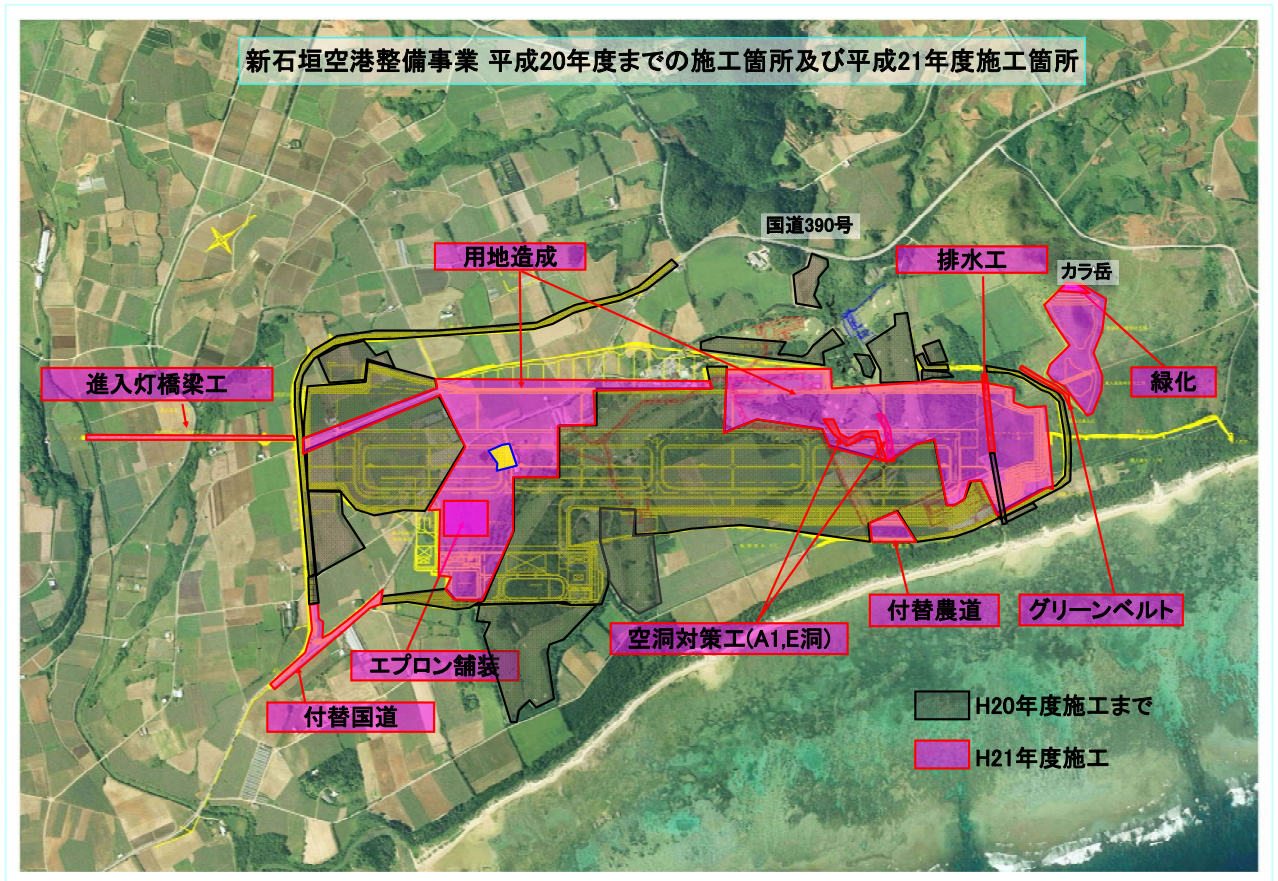 新石垣空港整備事業 平成20年度までの施工箇所及び平成21年度施工箇所
国道390号
用地造成
排水工
カラ岳
進入灯橋梁工
緑化
空洞対策工(A1,E洞)
付替農道
グリーンベルト
エプロン舗装
付替国道
H20年度施工まで
H21年度施工